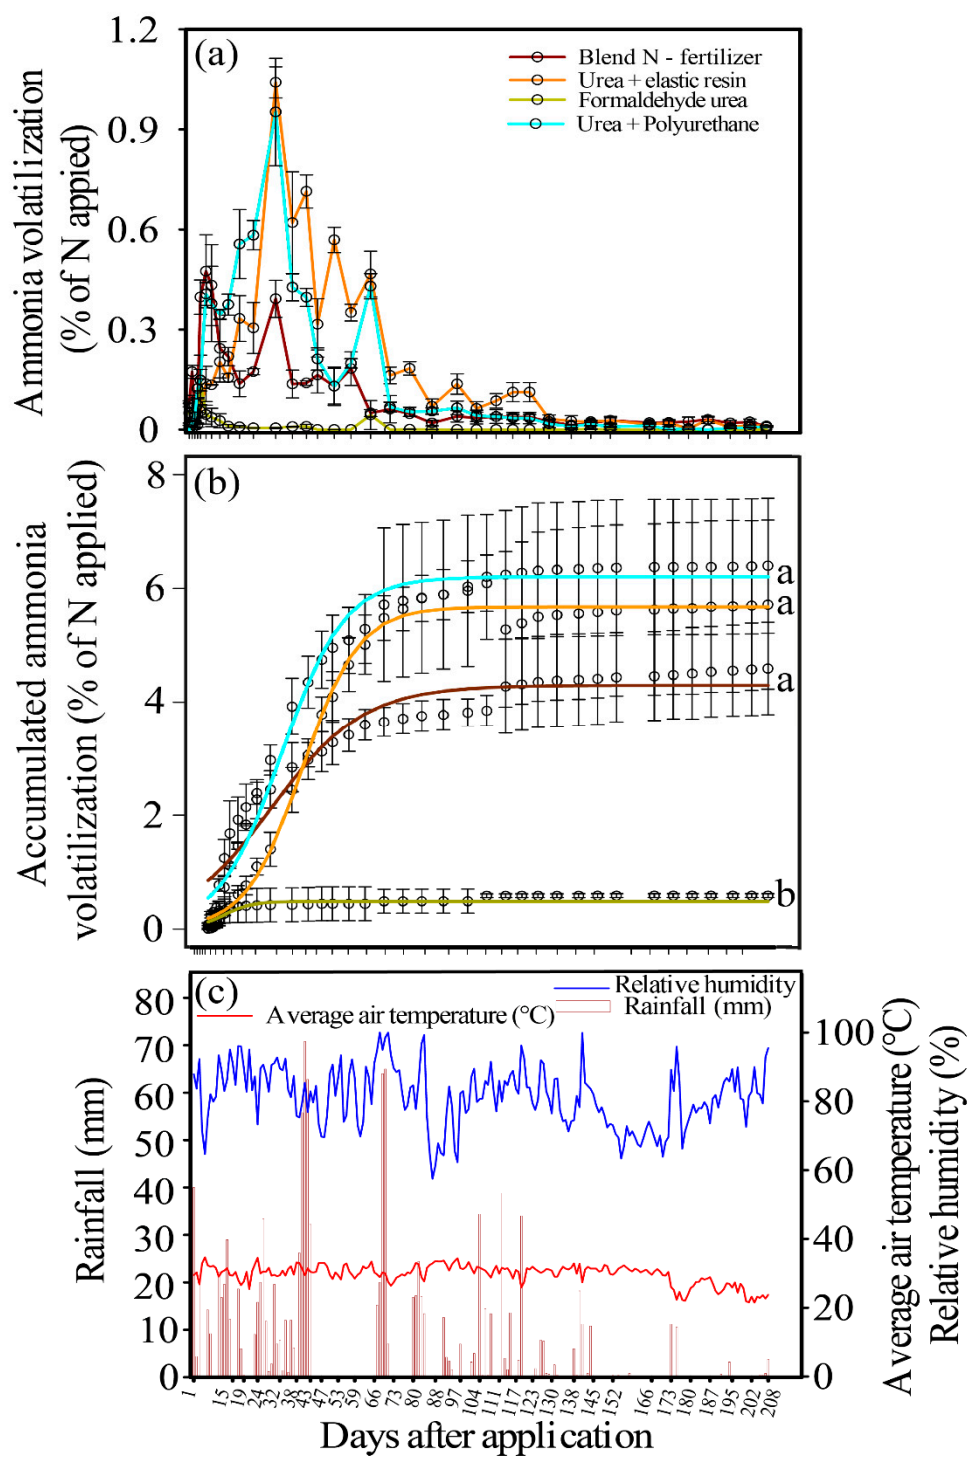 1.2
(a)
Blend N - fertilizer
Urea + elastic resin
Formaldehyde urea
Urea + Polyurethane
0.9
0.6
0.3
0
Ammonia volatilization
(% of N appied)
8
(b)
6
4
2
0
a
a
a
b
Accumulated ammonia
volatilization (% of N applied)
(c)
Relative humidity
Rainfall (mm)
Average air temperature (°C)
80
70
60
50
40
30
20
10
0
Rainfall (mm)
100
80
60
40
20
0
Average air temperature (°C)
Relative humidity (%)
1 15 19 24 32 38 43 47 53 59 66 73 80 88 97 104 111 117 123 130 138 145 152 166 173 180 187 195 202 208
Days after application